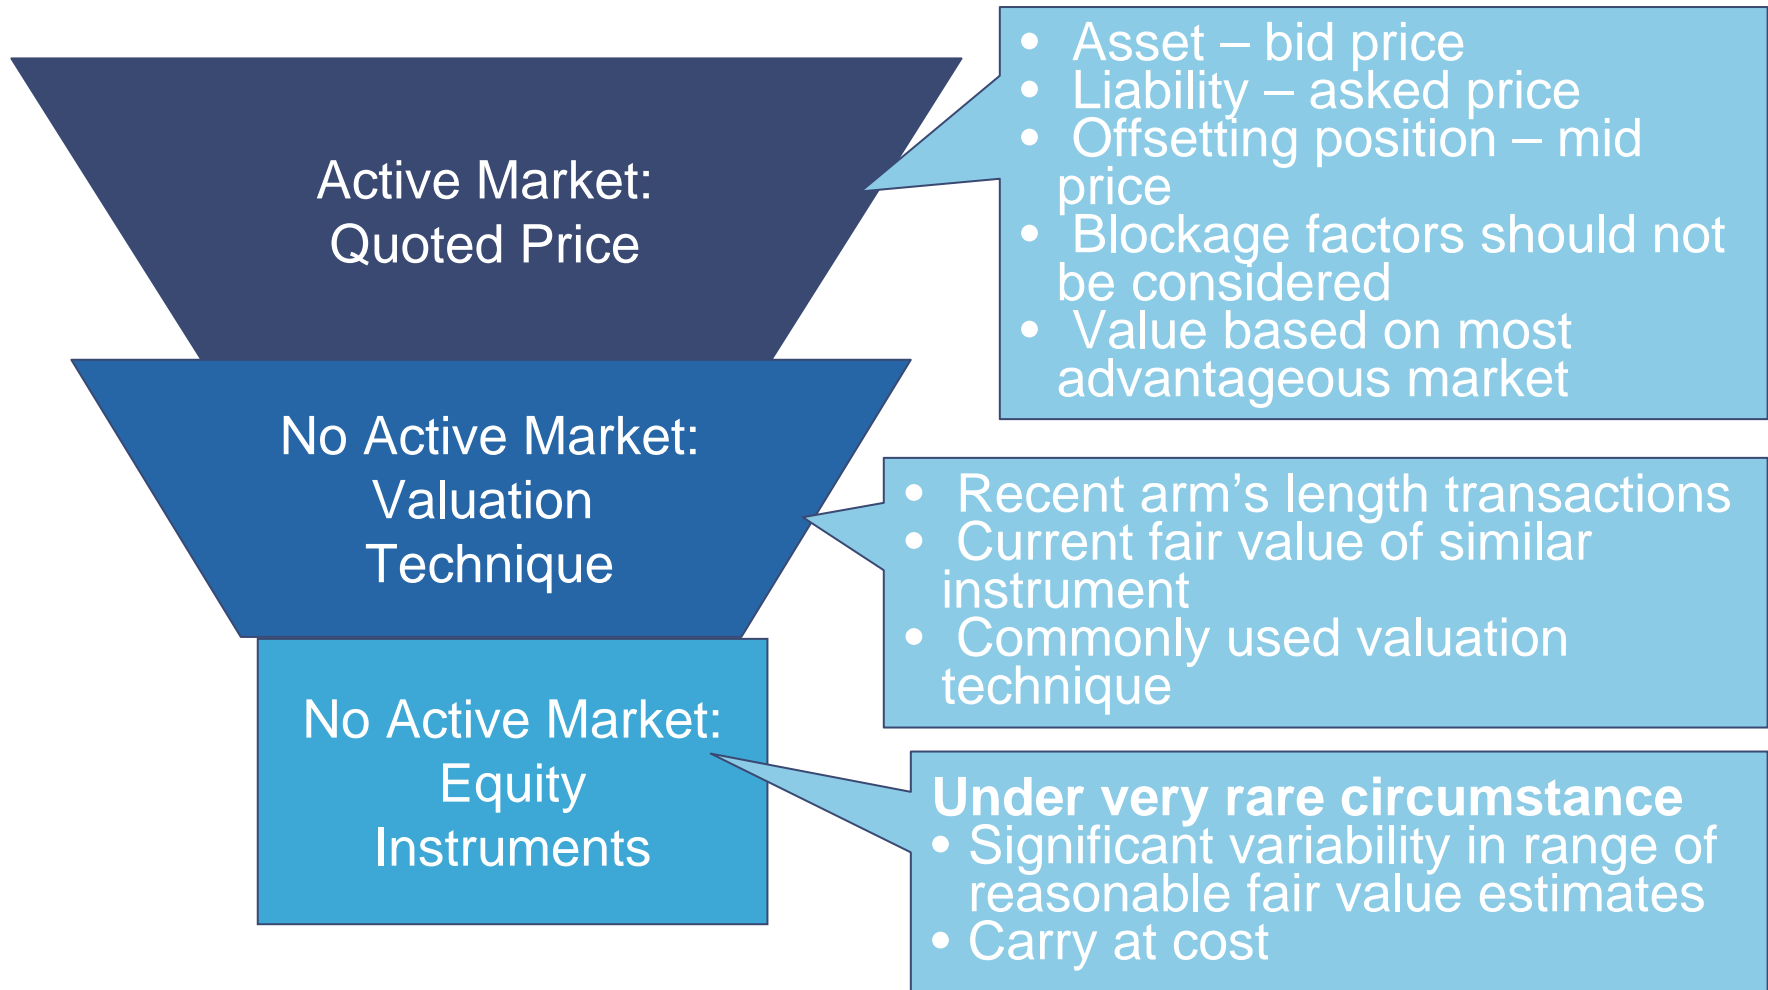 Active Market:
Quoted Price
• Asset – bid price
• Liability – asked price
• Offsetting position – mid
price
• Blockage factors should not
be considered
• Value based on most
advantageous market
No Active Market:
Valuation
Technique
• Recent arm’s length transactions
• Current fair value of similar
instrument
• Commonly used valuation
technique
No Active Market:
Equity
Instruments
Under very rare circumstance
• Significant variability in range of
reasonable fair value estimates
• Carry at cost